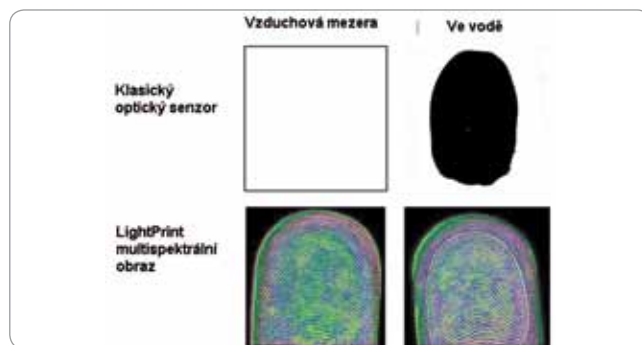 Vzduchová mezera
Ve vodě
Klasický
optický senzor
LightPrint
multispektrální
obraz